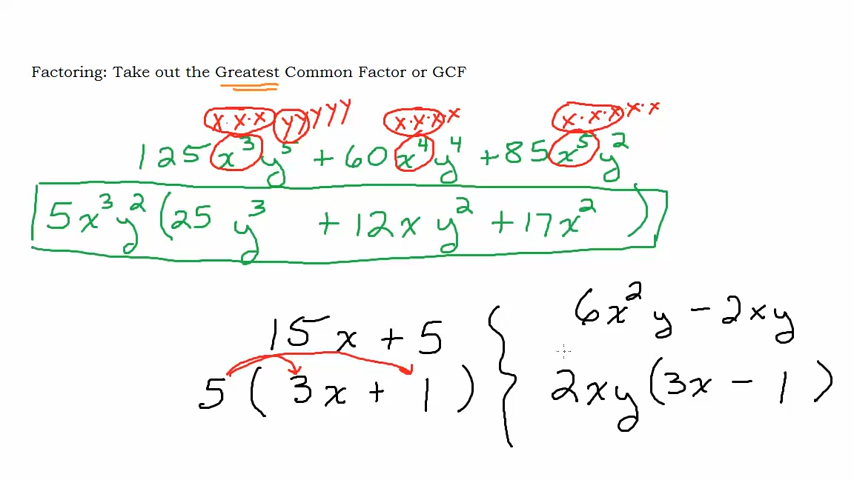 Factoring: Take out the Greatest Common Factor or GCF
x·x·x yyyyy x·x·x·x x·x·x·x·x
125x³y⁵ + 60x⁴y⁴ + 85x⁵y²
5x³y²(25y³ + 12xy² + 17x²)
15x + 5
5(3x + 1)
6x²y - 2xy
2xy(3x - 1)